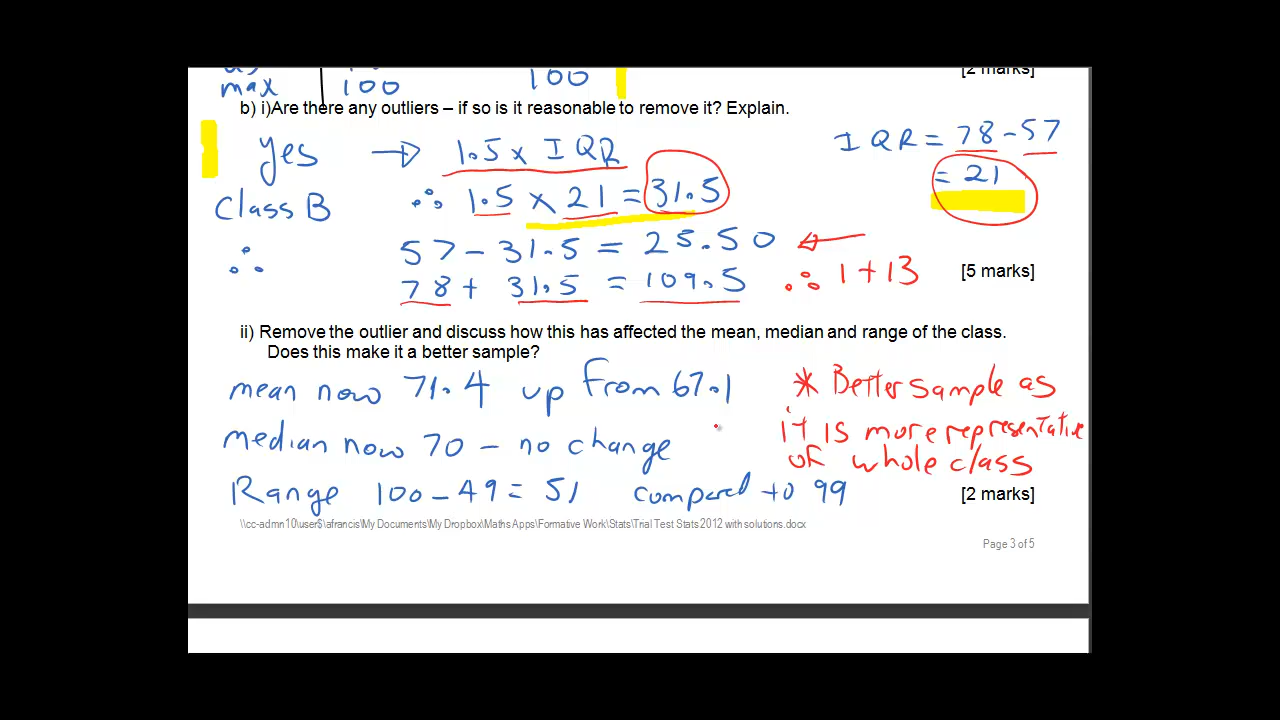 max 100 100 [2 marks]
b) i)Are there any outliers – if so is it reasonable to remove it? Explain.
yes → 1.5 x IQR IQR = 78 - 57
= 21
Class B ∴ 1.5 x 21 = 31.5
∴ 57 - 31.5 = 25.50 ←
78 + 31.5 = 109.5 ∴ 1 + 13 [5 marks]
ii) Remove the outlier and discuss how this has affected the mean, median and range of the class.
Does this make it a better sample?
mean now 71.4 up from 67.1 * Better sample as
median now 70 - no change it is more representative
of whole class
Range 100 - 49 = 51 compared to 99 [2 marks]
\\cc-admn10\user$\afrancis\My Documents\My Dropbox\Maths Apps\Formative Work\Stats\Trial Test Stats 2012 with solutions.docx
Page 3 of 5